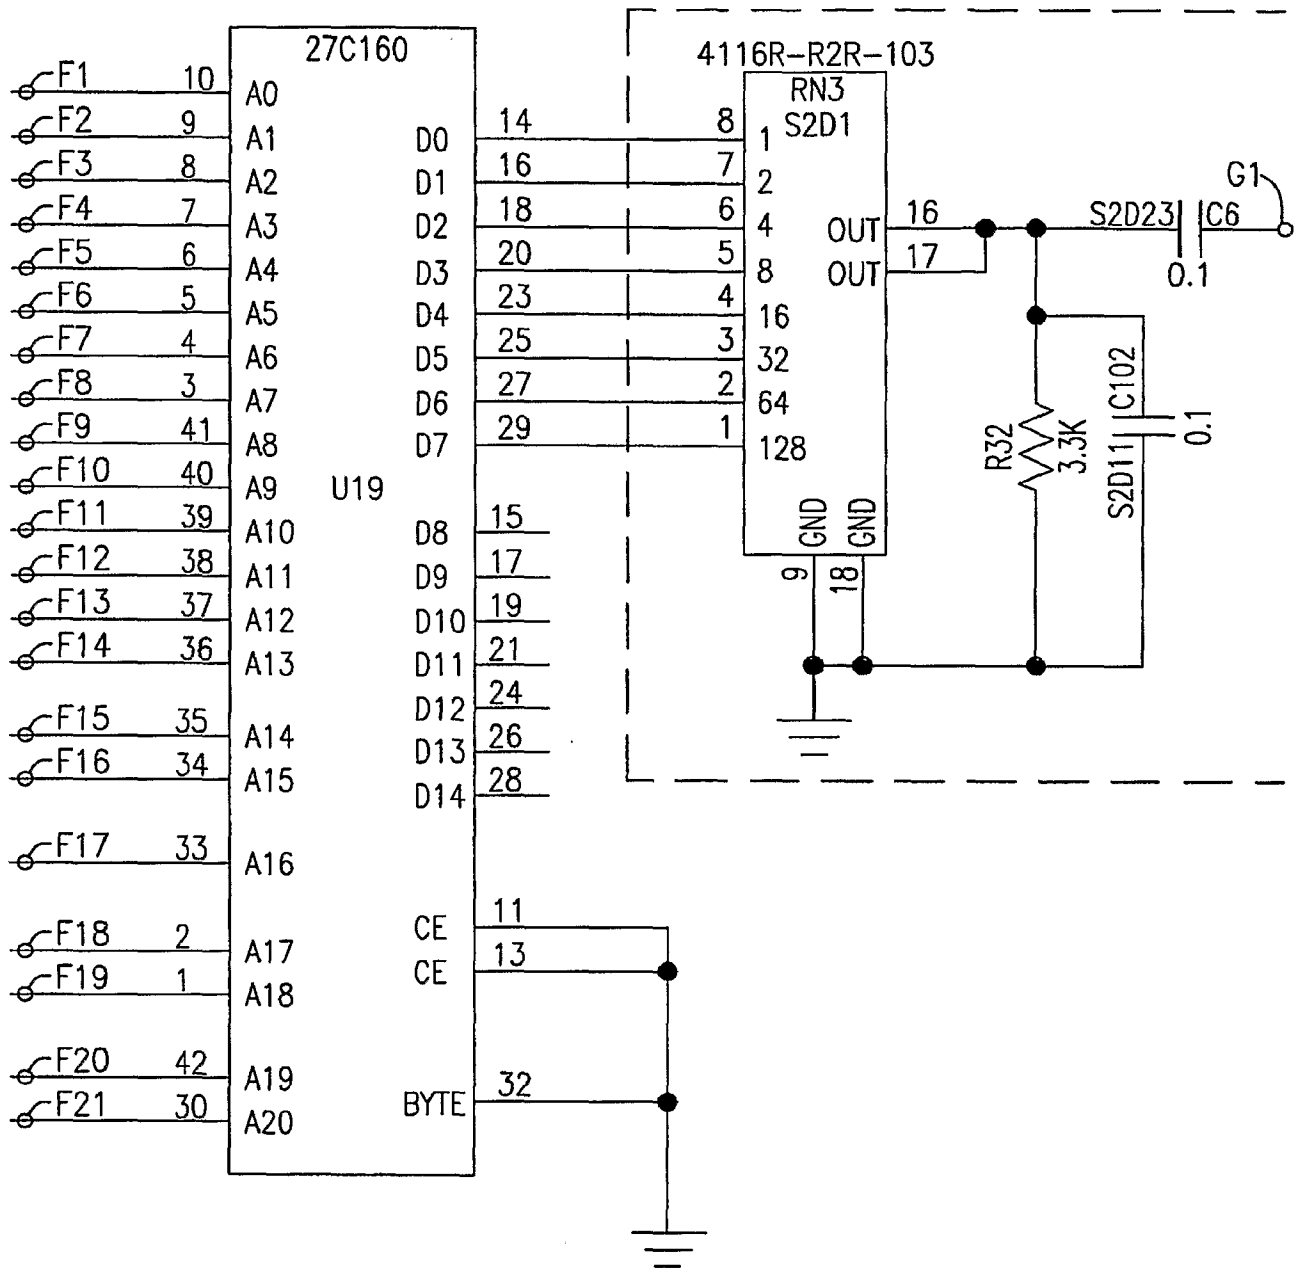 27C160
U19
F1 10 A0
F2 9 A1
F3 8 A2
F4 7 A3
F5 6 A4
F6 5 A5
F7 4 A6
F8 3 A7
F9 41 A8
F10 40 A9
F11 39 A10
F12 38 A11
F13 37 A12
F14 36 A13
F15 35 A14
F16 34 A15
F17 33 A16
F18 2 A17
F19 1 A18
F20 42 A19
F21 30 A20
D0 14
D1 16
D2 18
D3 20
D4 23
D5 25
D6 27
D7 29
D8 15
D9 17
D10 19
D11 21
D12 24
D13 26
D14 28
CE 11
CE 13
BYTE 32
4116R-R2R-103
RN3
S2D1
8 1
7 2
6 4
5 8
4 16
3 32
2 64
1 128
OUT 16
OUT 17
GND 9
GND 18
S2D23 C6
0.1
G1
R32
3.3K
S2D11 C102
0.1